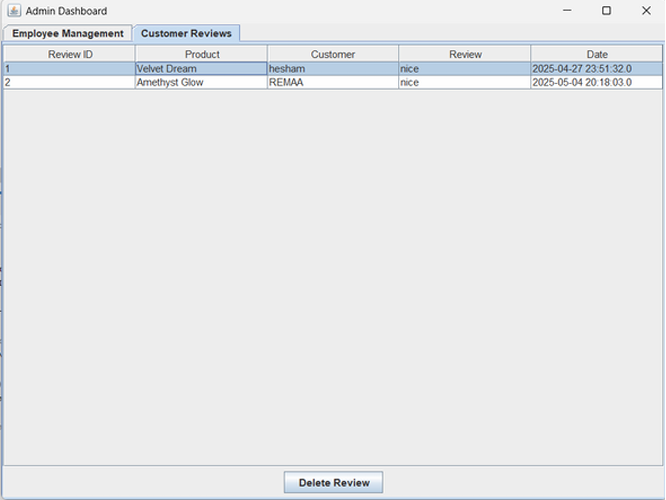 Admin Dashboard
Employee Management Customer Reviews
Review ID Product Customer Review Date
1 Velvet Dream hesham nice 2025-04-27 23:51:32.0
2 Amethyst Glow REMAA nice 2025-05-04 20:18:03.0
Delete Review